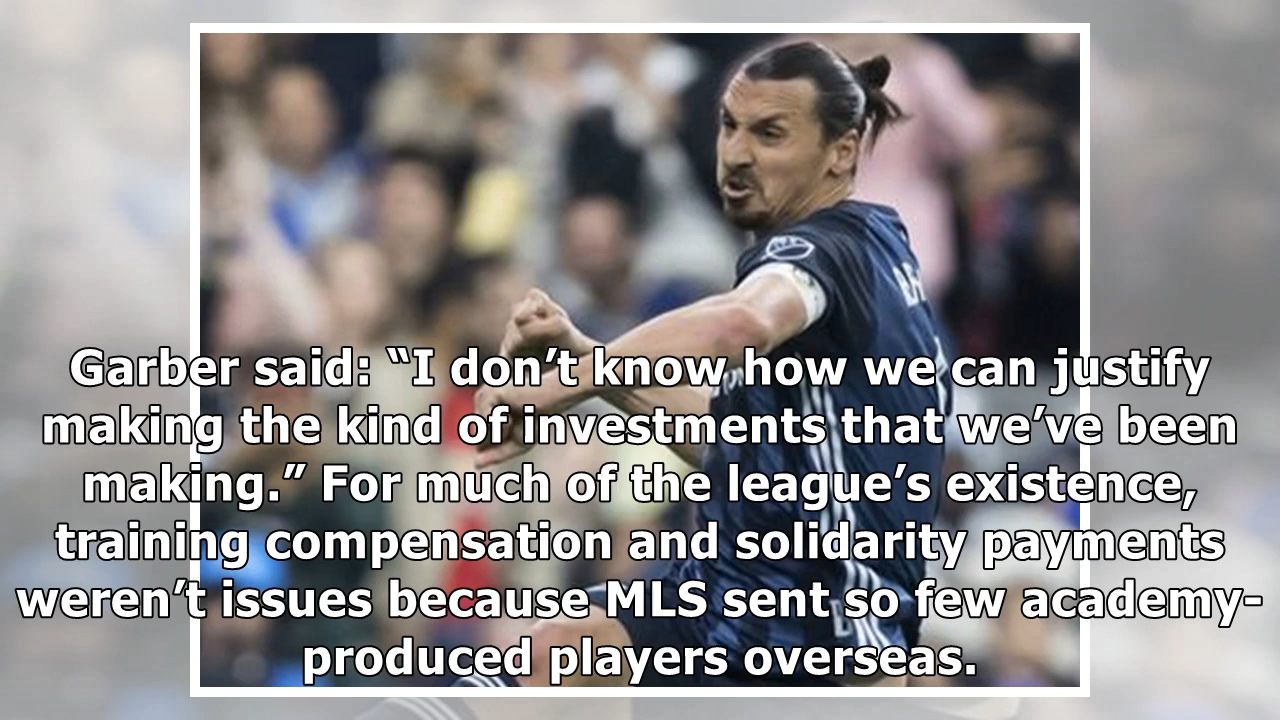 Garber said: “I don’t know how we can justify
making the kind of investments that we’ve been
making.” For much of the league’s existence,
training compensation and solidarity payments
weren’t issues because MLS sent so few academy-
produced players overseas.